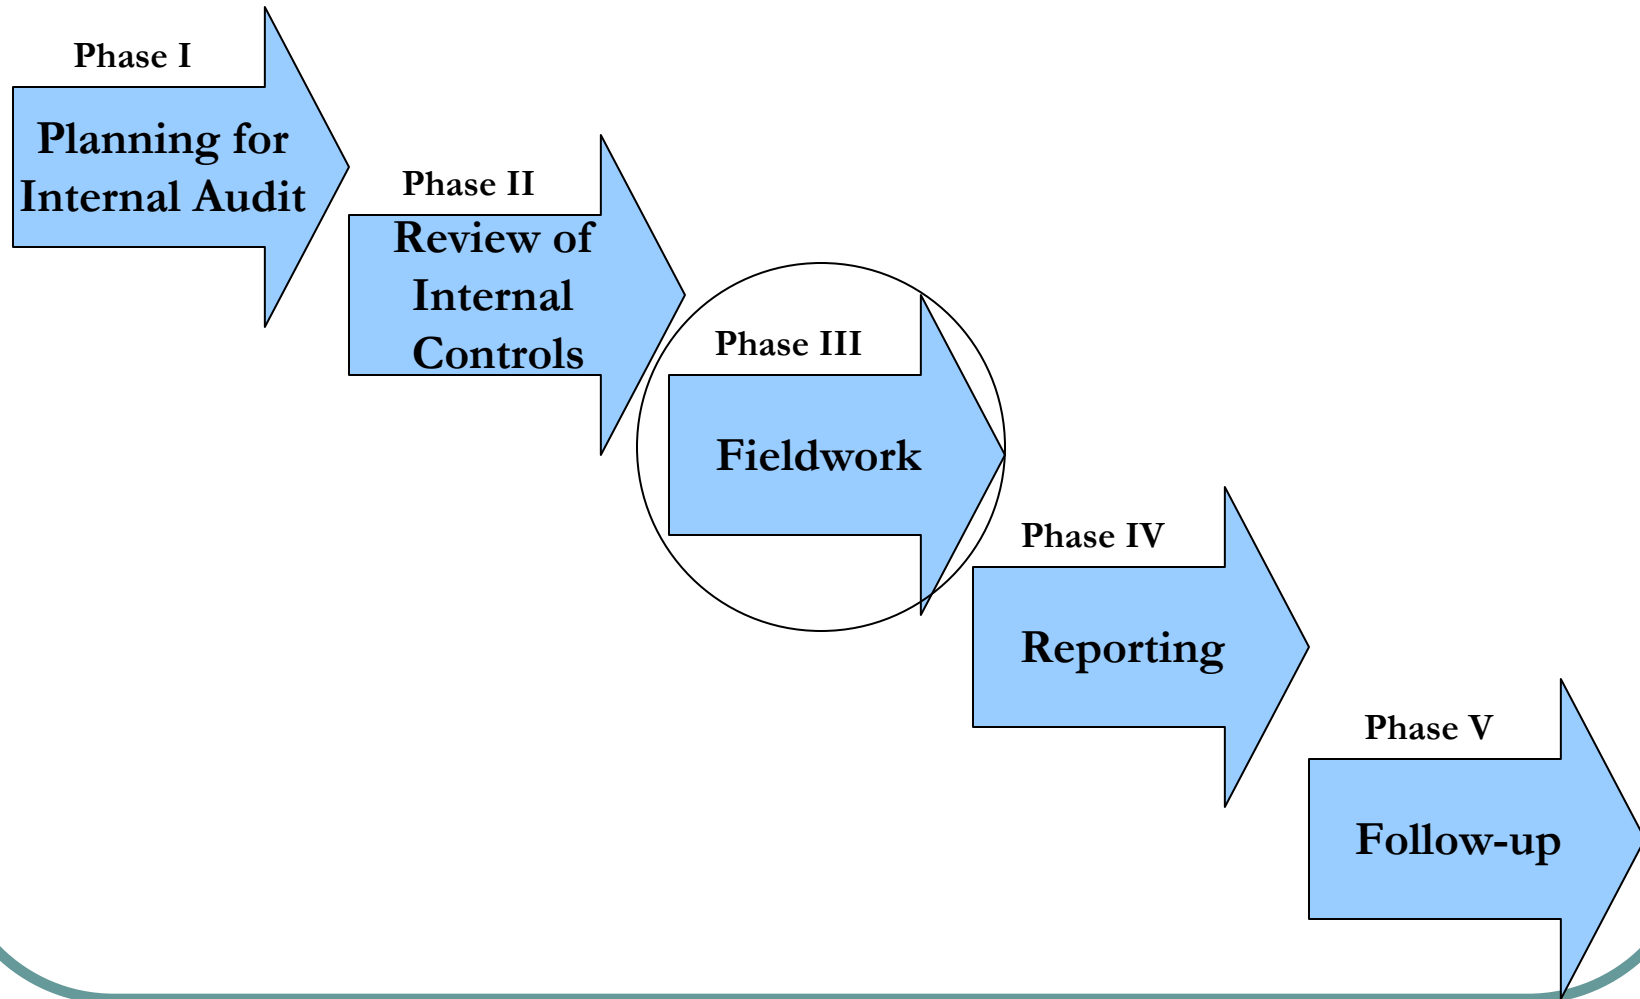 Phase I
Planning for
Internal Audit
Phase II
Review of
Internal
Controls
Phase III
Fieldwork
Phase IV
Reporting
Phase V
Follow-up